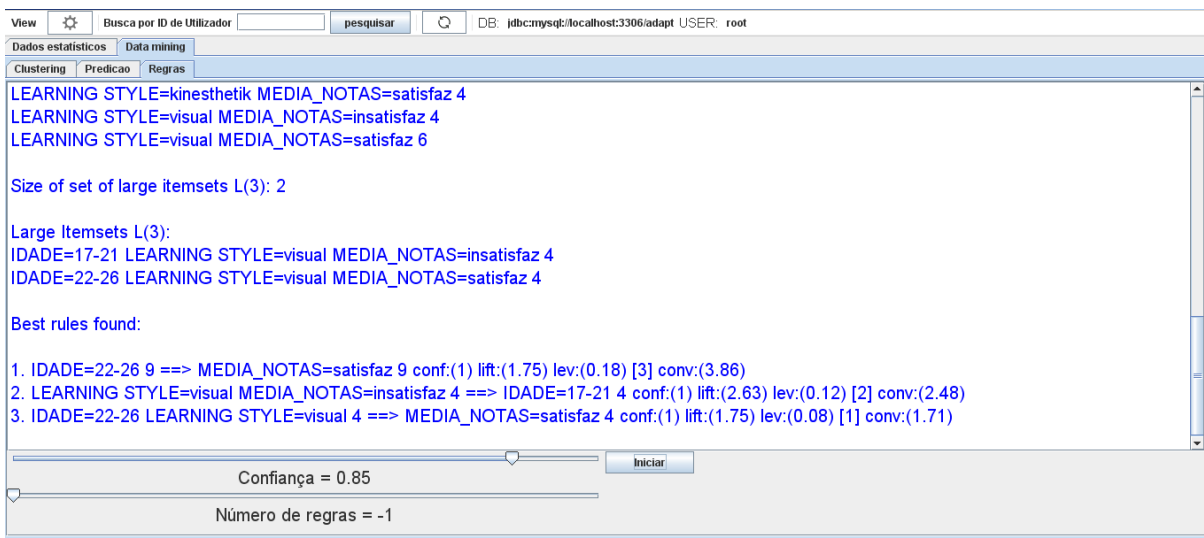 View Busca por ID de Utilizador pesquisar DB: jdbc:mysql://localhost:3306/adapt USER: root
Dados estatísticos Data mining
Clustering Predicao Regras
LEARNING STYLE=kinesthetik MEDIA_NOTAS=satisfaz 4
LEARNING STYLE=visual MEDIA_NOTAS=insatisfaz 4
LEARNING STYLE=visual MEDIA_NOTAS=satisfaz 6
Size of set of large itemsets L(3): 2
Large Itemsets L(3):
IDADE=17-21 LEARNING STYLE=visual MEDIA_NOTAS=insatisfaz 4
IDADE=22-26 LEARNING STYLE=visual MEDIA_NOTAS=satisfaz 4
Best rules found:
1. IDADE=22-26 9 ==> MEDIA_NOTAS=satisfaz 9 conf:(1) lift:(1.75) lev:(0.18) [3] conv:(3.86)
2. LEARNING STYLE=visual MEDIA_NOTAS=insatisfaz 4 ==> IDADE=17-21 4 conf:(1) lift:(2.63) lev:(0.12) [2] conv:(2.48)
3. IDADE=22-26 LEARNING STYLE=visual 4 ==> MEDIA_NOTAS=satisfaz 4 conf:(1) lift:(1.75) lev:(0.08) [1] conv:(1.71)
Iniciar
Confiança = 0.85
Número de regras = -1